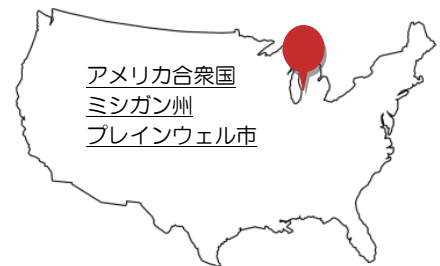 アメリカ合衆国
ミシガン州
プレインウェル市